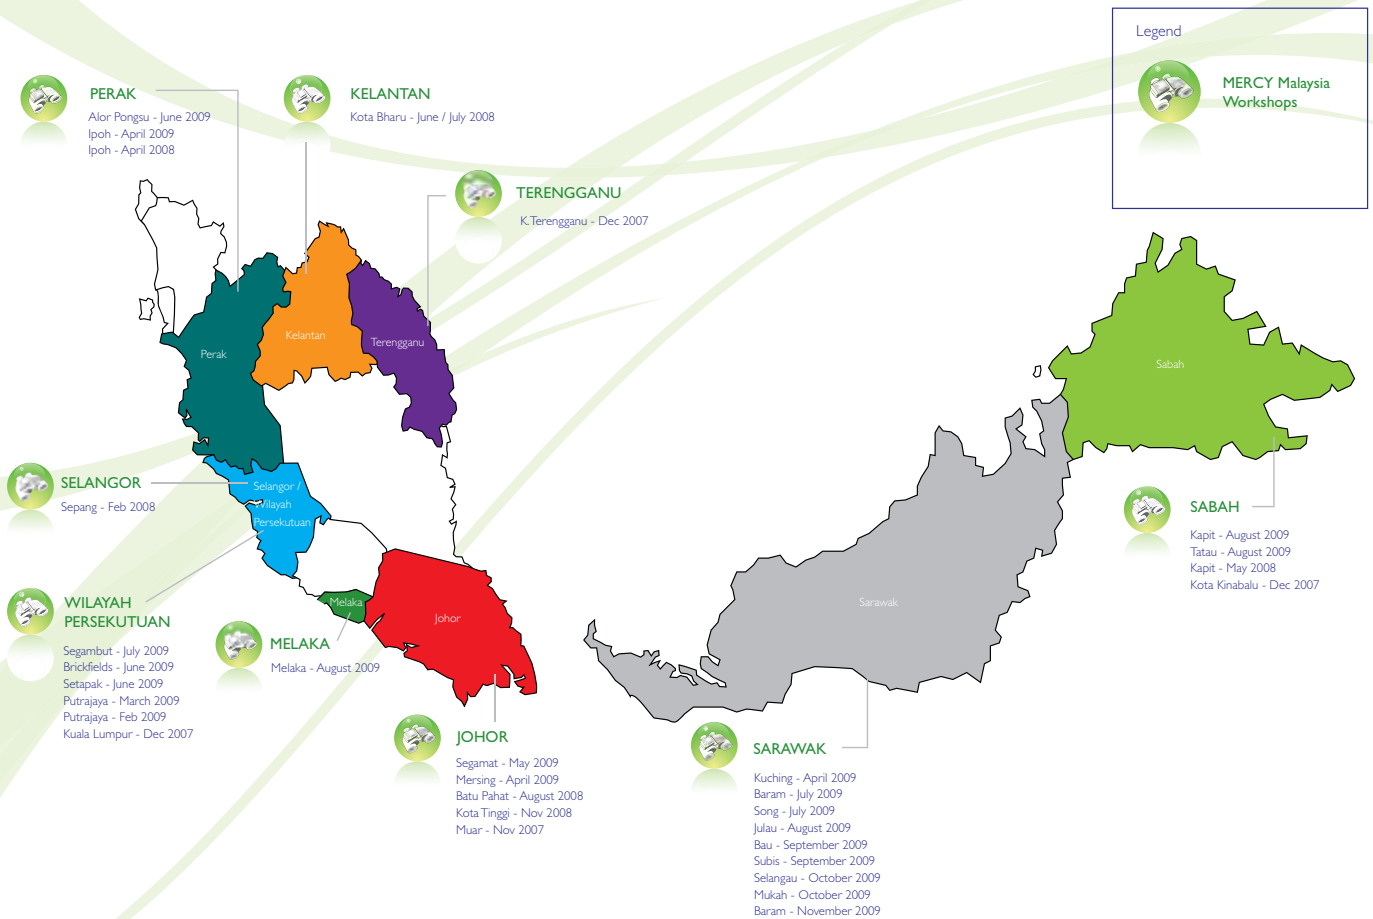 Legend
MERCY Malaysia
Workshops
PERAK
Alor Pongsu - June 2009
Ipoh - April 2009
Ipoh - April 2008
KELANTAN
Kota Bharu - June / July 2008
TERENGGANU
K.Terengganu - Dec 2007
Perak
Kelantan
Terengganu
Sabah
SELANGOR
Sepang - Feb 2008
Selangor /
Wilayah
Persekutuan
SABAH
Kapit - August 2009
Tatau - August 2009
Kapit - May 2008
Kota Kinabalu - Dec 2007
WILAYAH
PERSEKUTUAN
Segambut - July 2009
Brickfields - June 2009
Setapak - June 2009
Putrajaya - March 2009
Putrajaya - Feb 2009
Kuala Lumpur - Dec 2007
Melaka
MELAKA
Melaka - August 2009
Johor
Sarawak
JOHOR
Segamat - May 2009
Mersing - April 2009
Batu Pahat - August 2008
Kota Tinggi - Nov 2008
Muar - Nov 2007
SARAWAK
Kuching - April 2009
Baram - July 2009
Song - July 2009
Julau - August 2009
Bau - September 2009
Subis - September 2009
Selangau - October 2009
Mukah - October 2009
Baram - November 2009